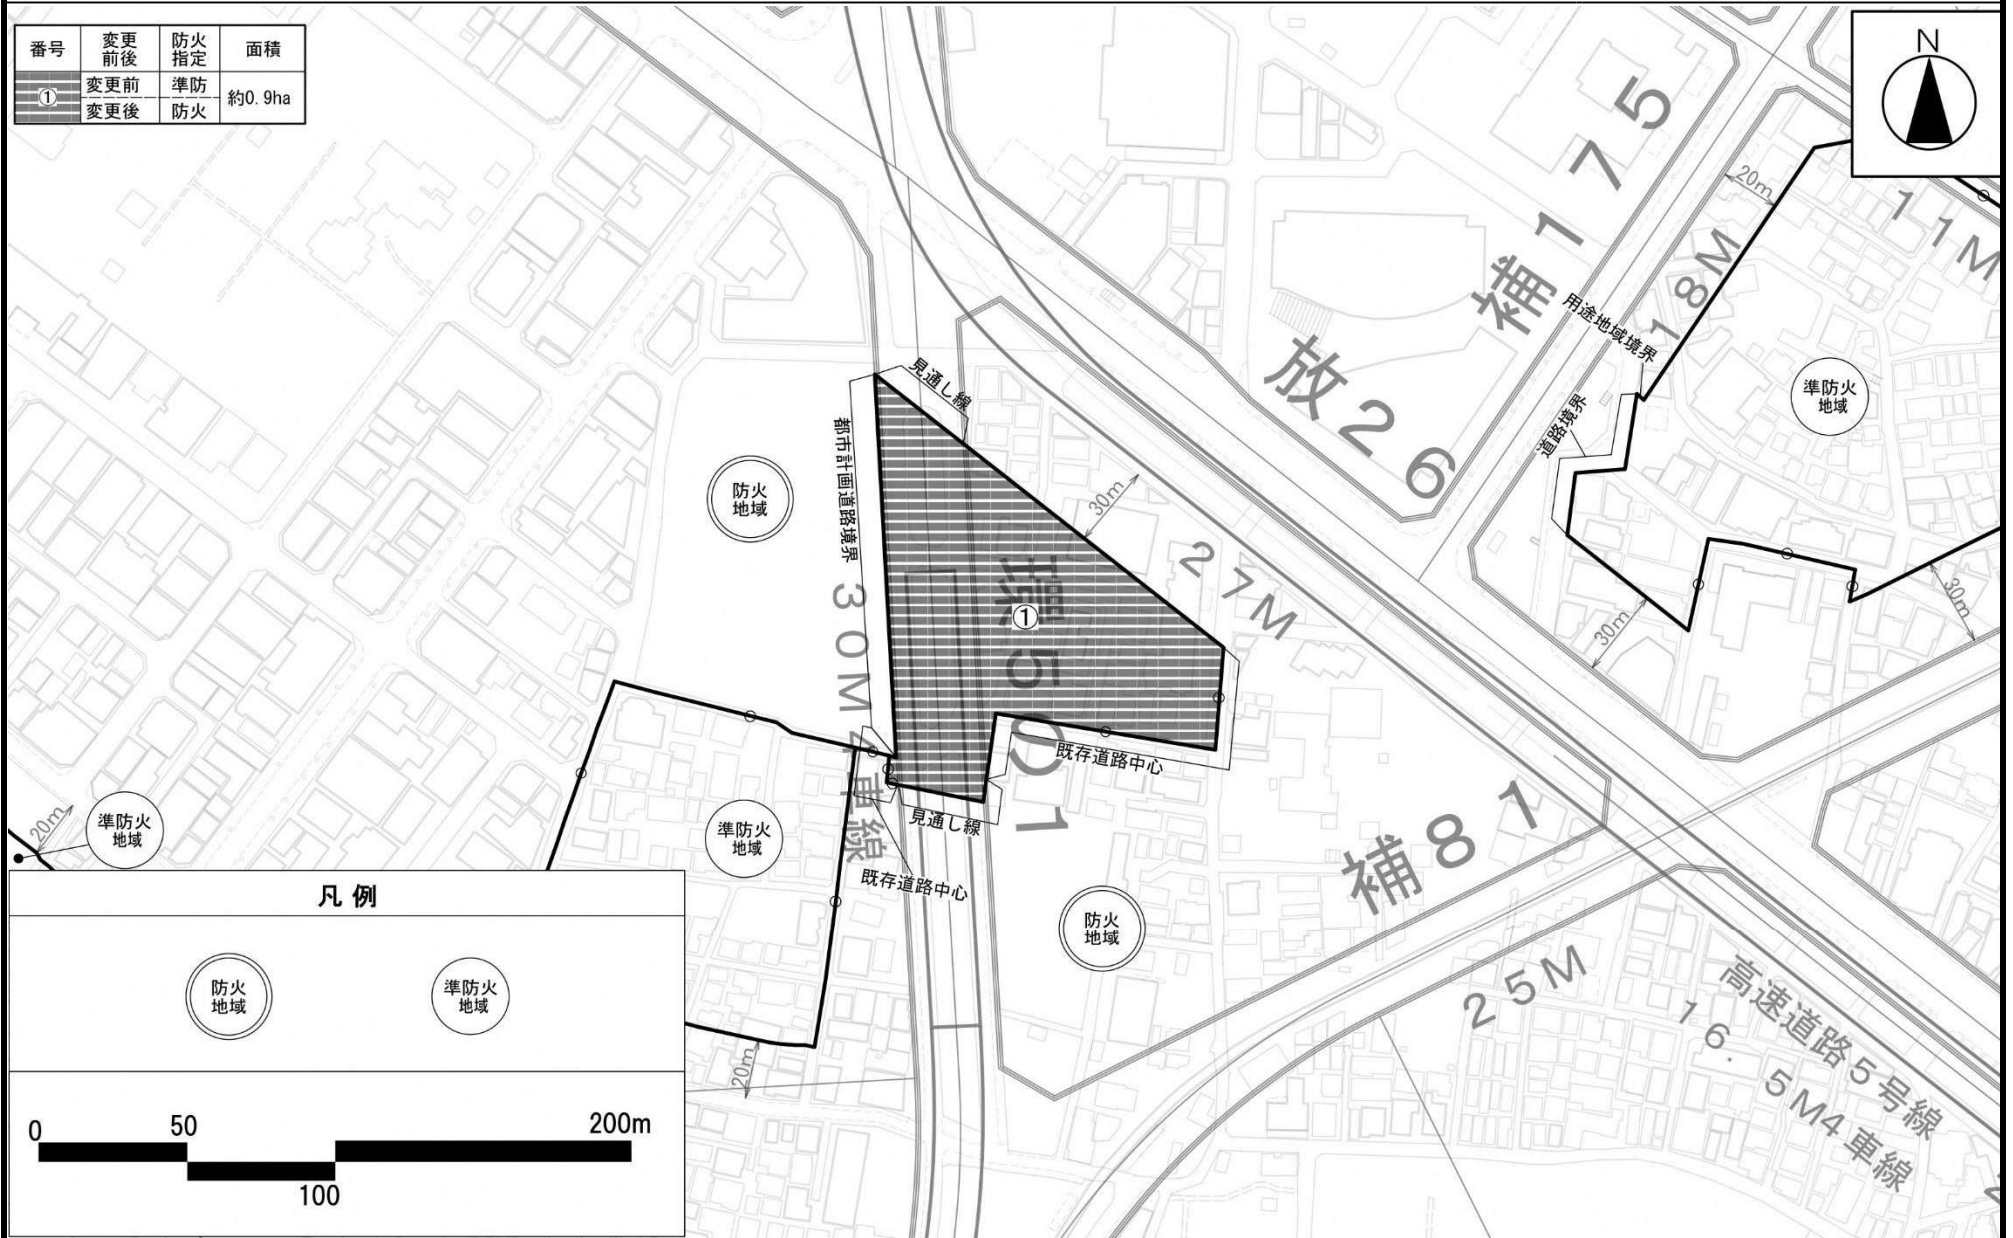 番号
変更前後
防火指定
面積
①
変更前
準防
約0.9ha
変更後
防火
N
補175
18M
11M
20m
用途地域境界
道路境界
準防火
地域
放26
見通し線
都市計画道路境界
防火
地域
30m
27M
30m
30m
環5の1
①
30M4車線
既存道路中心
見通し線
既存道路中心
20m
準防火
地域
準防火
地域
補81
防火
地域
25M
高速道路5号線
16.5M4車線
20m
凡例
防火
地域
準防火
地域
0
50
100
200m